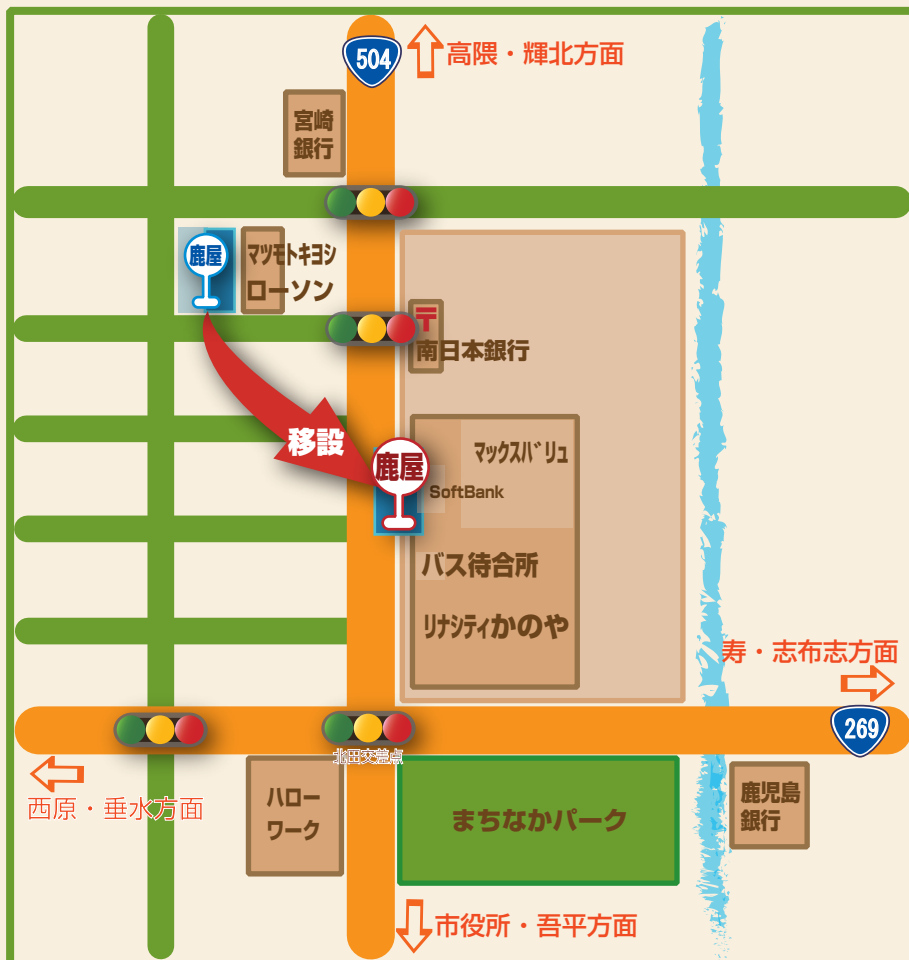 504
高隈・輝北方面
宮崎
銀行
鹿屋
マツモトキヨシ
ローソン
〒
南日本銀行
移設
鹿屋
マックスバリュ
SoftBank
バス待合所
リナシティかのや
寿・志布志方面
269
北田交差点
西原・垂水方面
ハロー
ワーク
まちなかパーク
鹿児島
銀行
市役所・吾平方面